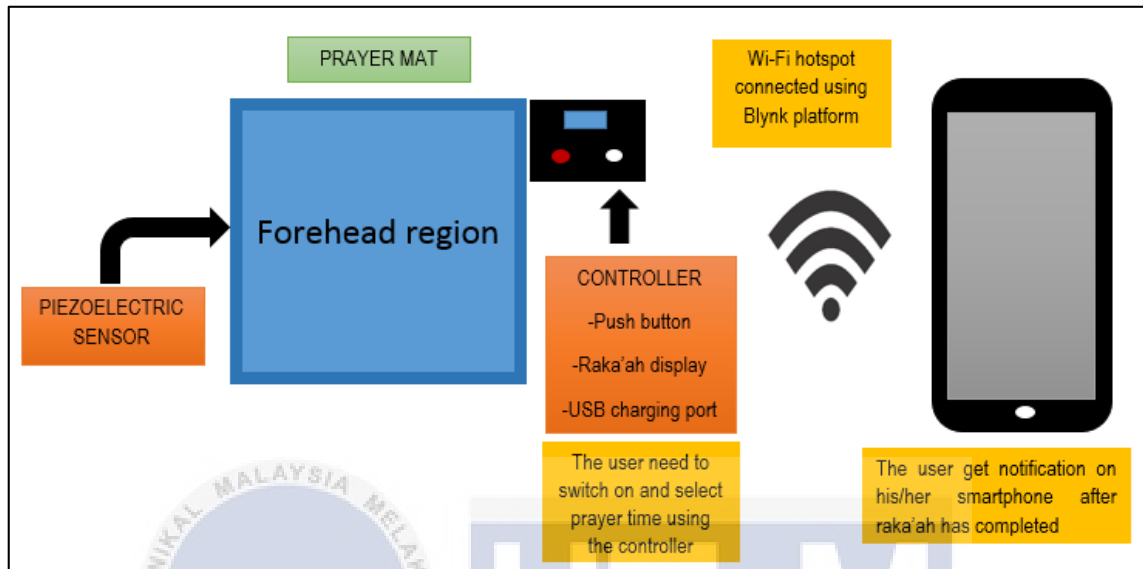 PRAYER MAT
Wi-Fi hotspot
connected using
Blynk platform
Forehead region
PIEZOELECTRIC
SENSOR
CONTROLLER
-Push button
-Raka’ah display
-USB charging port
The user need to
switch on and select
prayer time using
the controller
The user get notification on
his/her smartphone after
raka’ah has completed
MALAYSIA